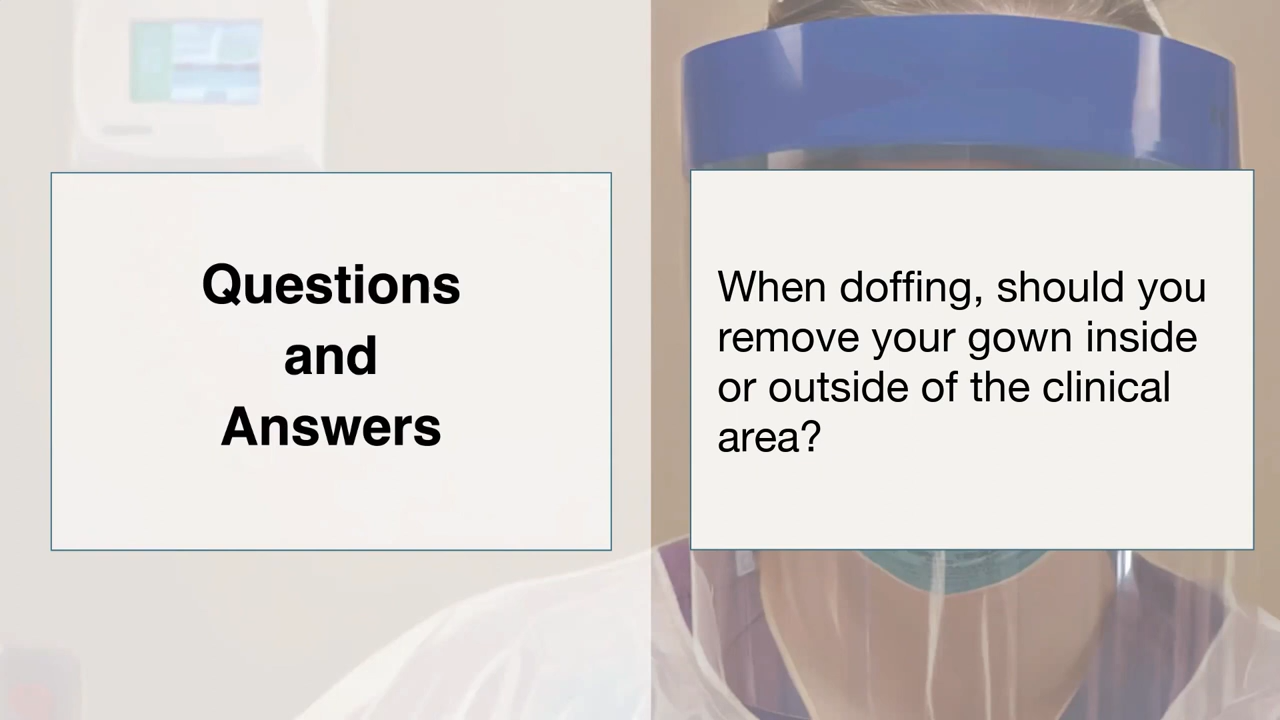 Questions
and
Answers
When doffing, should you
remove your gown inside
or outside of the clinical
area?